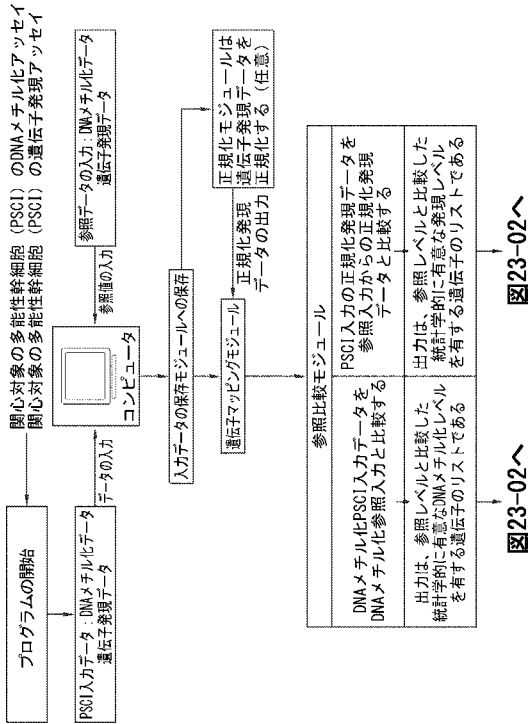 関心対象の多能性幹細胞（PSCI）のDNAメチル化アッセイ
関心対象の多能性幹細胞（PSCI）の遺伝子発現アッセイ
プログラムの開始
PSCI入力データ：DNAメチル化データ
遺伝子発現データ
データの入力
コンピュータ
参照値の入力
参照データの入力：DNAメチル化データ
遺伝子発現データ
入力データの保存モジュールへの保存
正規化モジュールは
遺伝子発現データを
正規化する（任意）
正規化発現
データの出力
遺伝子マッピングモジュール
参照比較モジュール
DNAメチル化PSCI入力データを
DNAメチル化参照入力と比較する
PSCI入力の正規化発現データを
参照入力からの正規化発現
データと比較する
出力は、参照レベルと比較した
統計学的に有意なDNAメチル化レベル
を有する遺伝子のリストである
出力は、参照レベルと比較した
統計学的に有意な発現レベル
を有する遺伝子のリストである
図23-02へ
図23-02へ